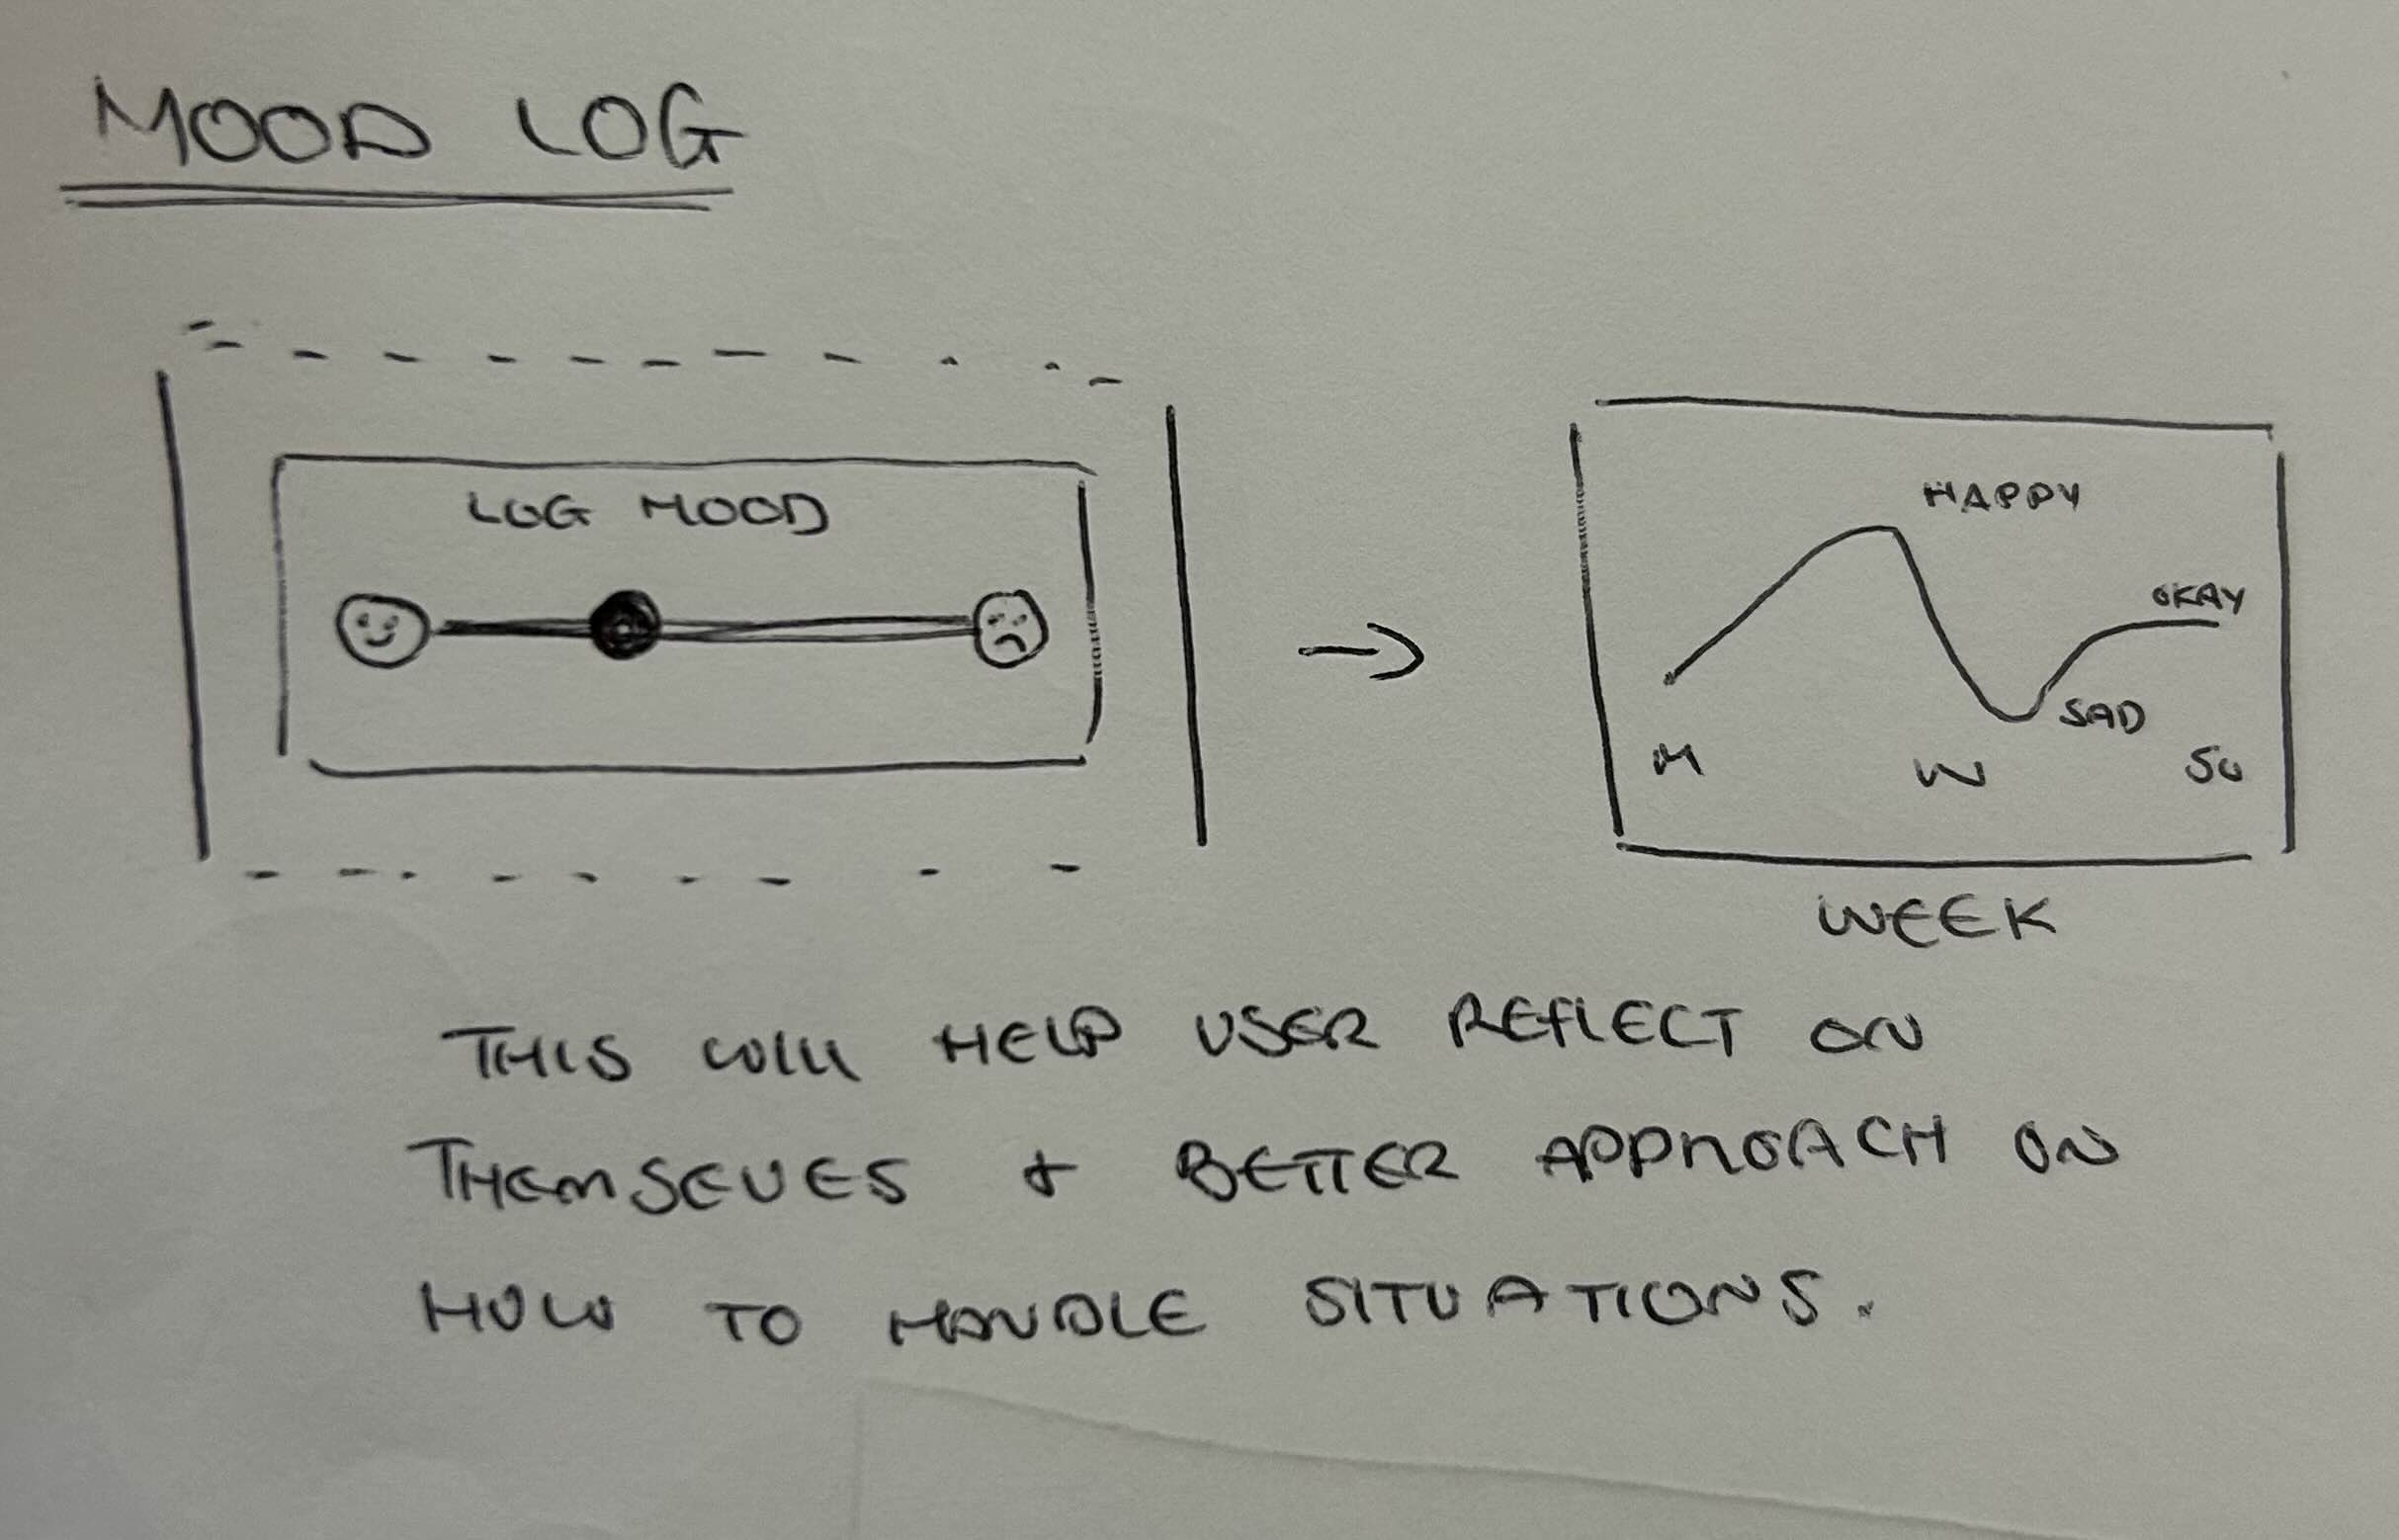 MOOD LOG
LOG MOOD
HAPPY
OKAY
SAD
M W SU
WEEK
THIS WILL HELP USER REFLECT ON
THEMSELVES & BETTER APPROACH ON
HOW TO HANDLE SITUATIONS.